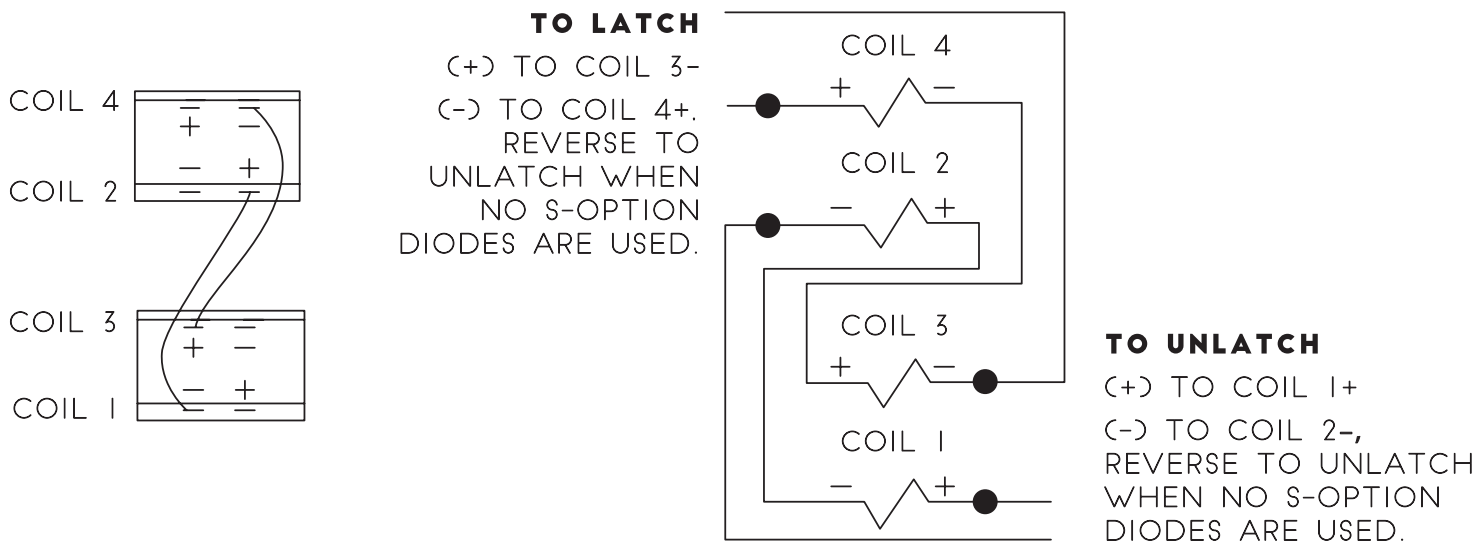 COIL 4
– –
+ –
– +
COIL 2
– –
COIL 3
– –
+ –
– +
COIL 1
– –
TO LATCH
(+) TO COIL 3-
(-) TO COIL 4+.
REVERSE TO
UNLATCH WHEN
NO S-OPTION
DIODES ARE USED.
COIL 4
+ –
COIL 2
– +
COIL 3
+ –
COIL 1
– +
TO UNLATCH
(+) TO COIL 1+
(-) TO COIL 2-,
REVERSE TO UNLATCH
WHEN NO S-OPTION
DIODES ARE USED.